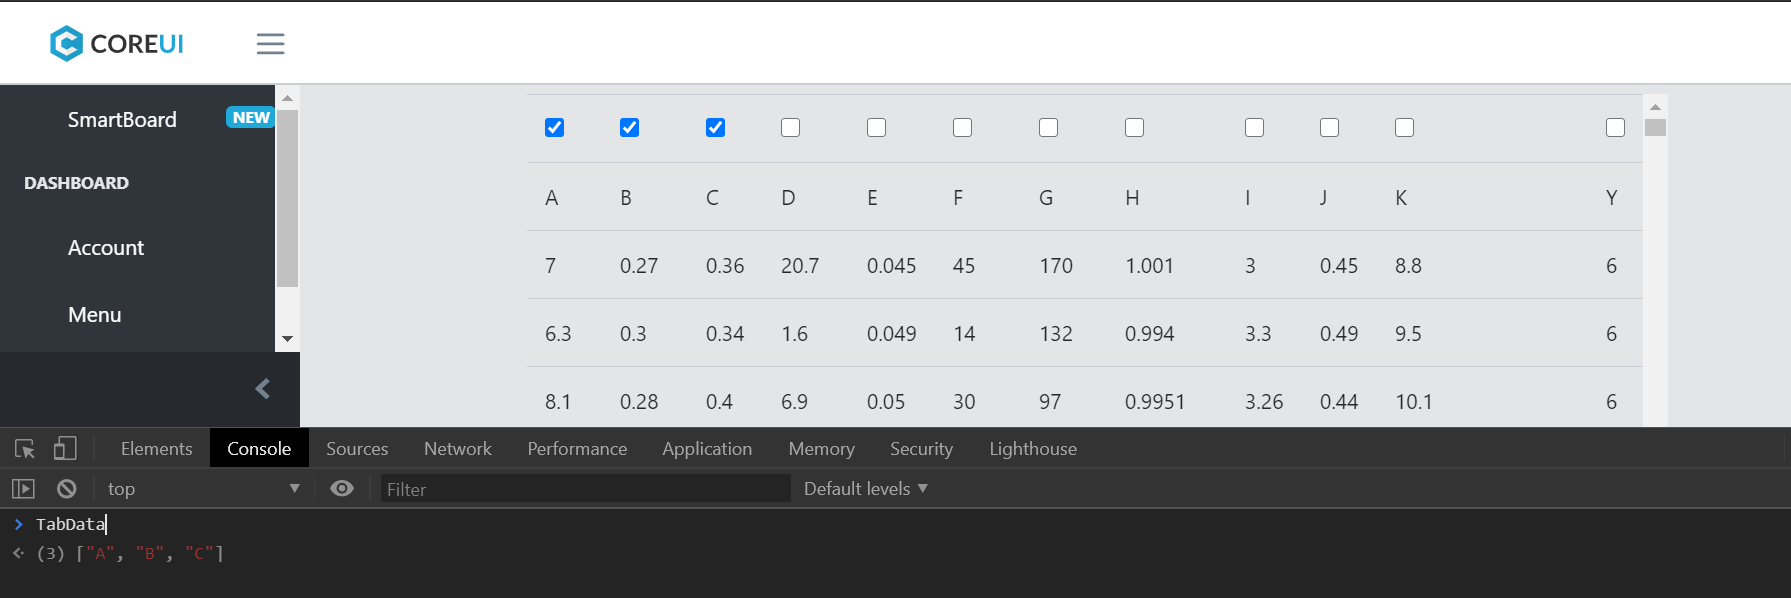 COREUI
SmartBoard NEW
DASHBOARD
Account
Menu
A B C D E F G H I J K Y
7 0.27 0.36 20.7 0.045 45 170 1.001 3 0.45 8.8 6
6.3 0.3 0.34 1.6 0.049 14 132 0.994 3.3 0.49 9.5 6
8.1 0.28 0.4 6.9 0.05 30 97 0.9951 3.26 0.44 10.1 6
Elements Console Sources Network Performance Application Memory Security Lighthouse
top Filter Default levels
TabData
(3) ["A", "B", "C"]